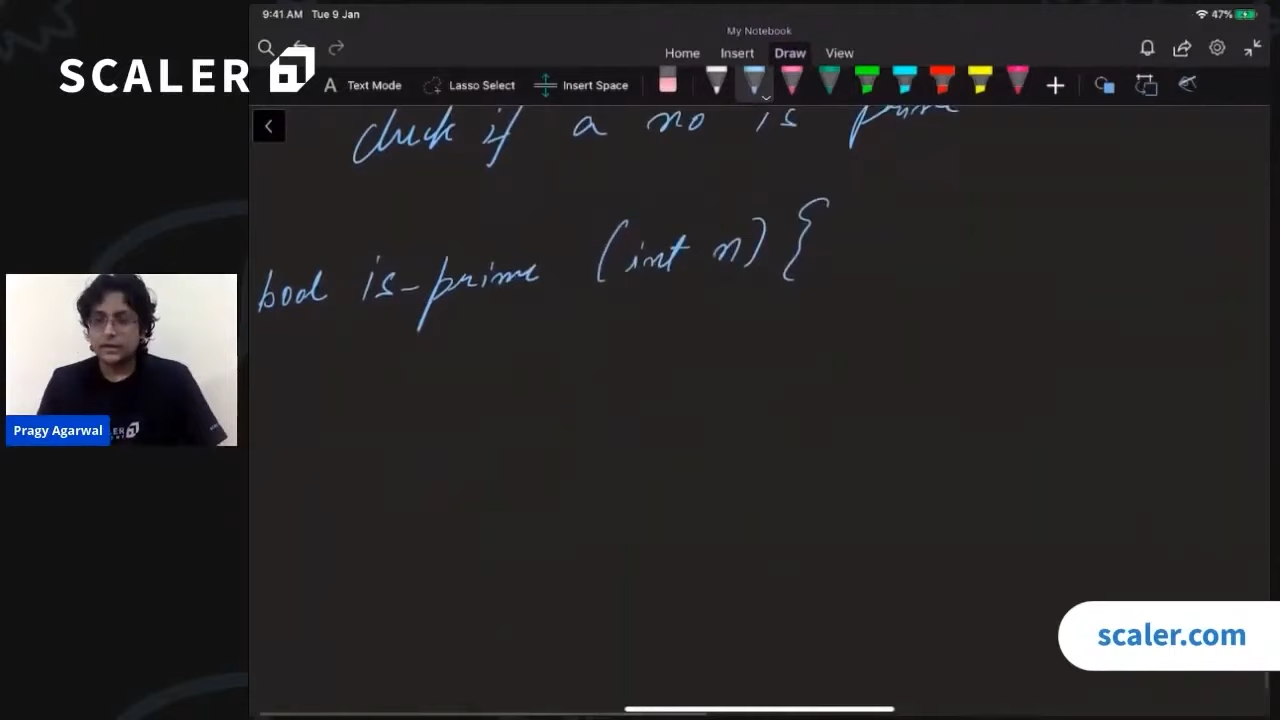 9:41 AM Tue 9 Jan
47%
My Notebook
SCALER
Home Insert Draw View
A Text Mode Lasso Select Insert Space
check if a no is prime
bool is-prime (int n) {
Pragy Agarwal
scaler.com